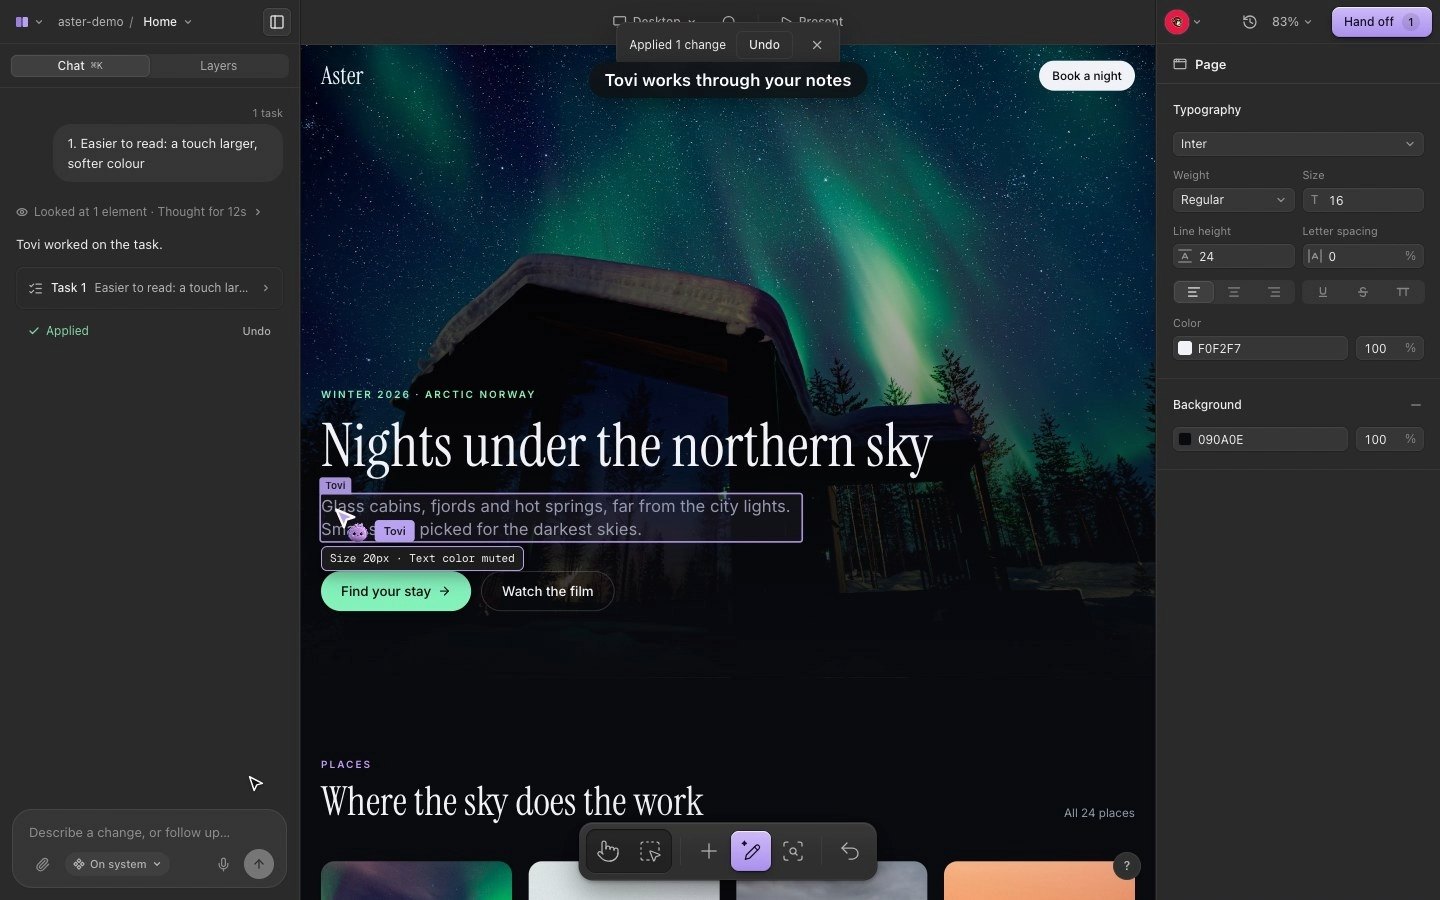 aster-demo / Home
Desktop
Present
83%
Hand off 1
Chat ⌘K
Layers
Applied 1 change
Undo
Tovi works through your notes
Aster
Book a night
1 task
1. Easier to read: a touch larger,
softer colour
Looked at 1 element · Thought for 12s
Tovi worked on the task.
Task 1 Easier to read: a touch lar...
Applied
Undo
WINTER 2026 · ARCTIC NORWAY
Nights under the northern sky
Tovi
Glass cabins, fjords and hot springs, far from the city lights.
picked for the darkest skies.
Tovi
Size 20px · Text color muted
Find your stay →
Watch the film
PLACES
Where the sky does the work
All 24 places
Describe a change, or follow up...
On system
?
Page
Typography
Inter
Weight
Size
Regular
T 16
Line height
Letter spacing
24
0 %
Color
F0F2F7
100 %
Background
090A0E
100 %